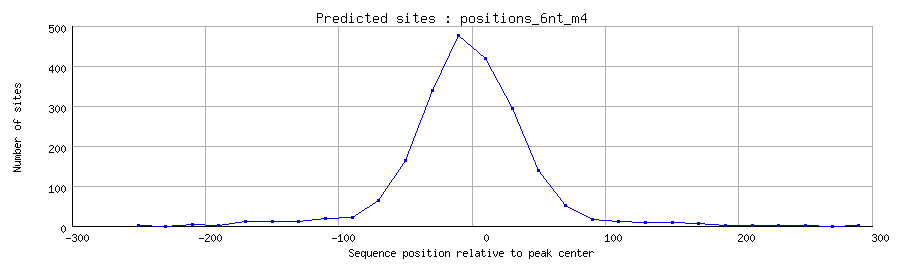 Predicted sites : positions_6nt_m4
500
400
300
200
100
0
Number of sites
-300 -200 -100 0 100 200 300
Sequence position relative to peak center